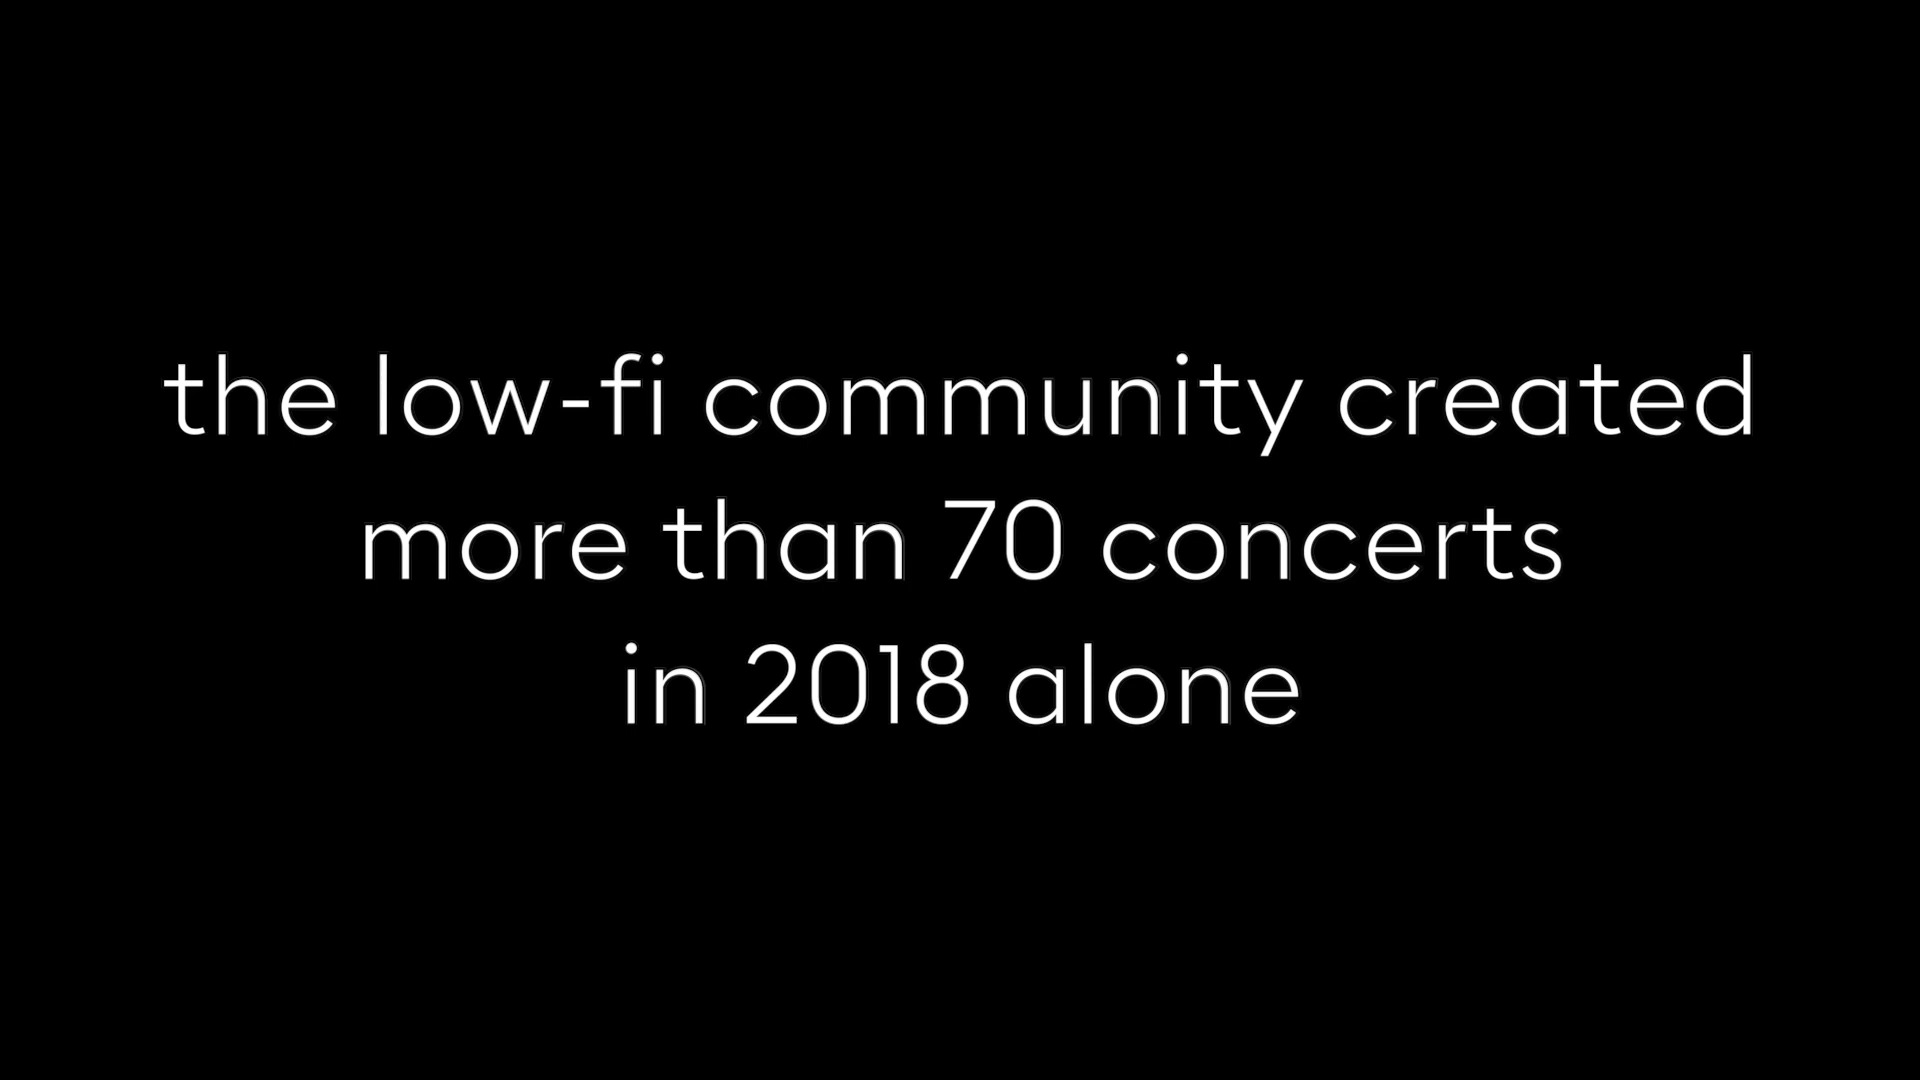 the low-fi community created
more than 70 concerts
in 2018 alone